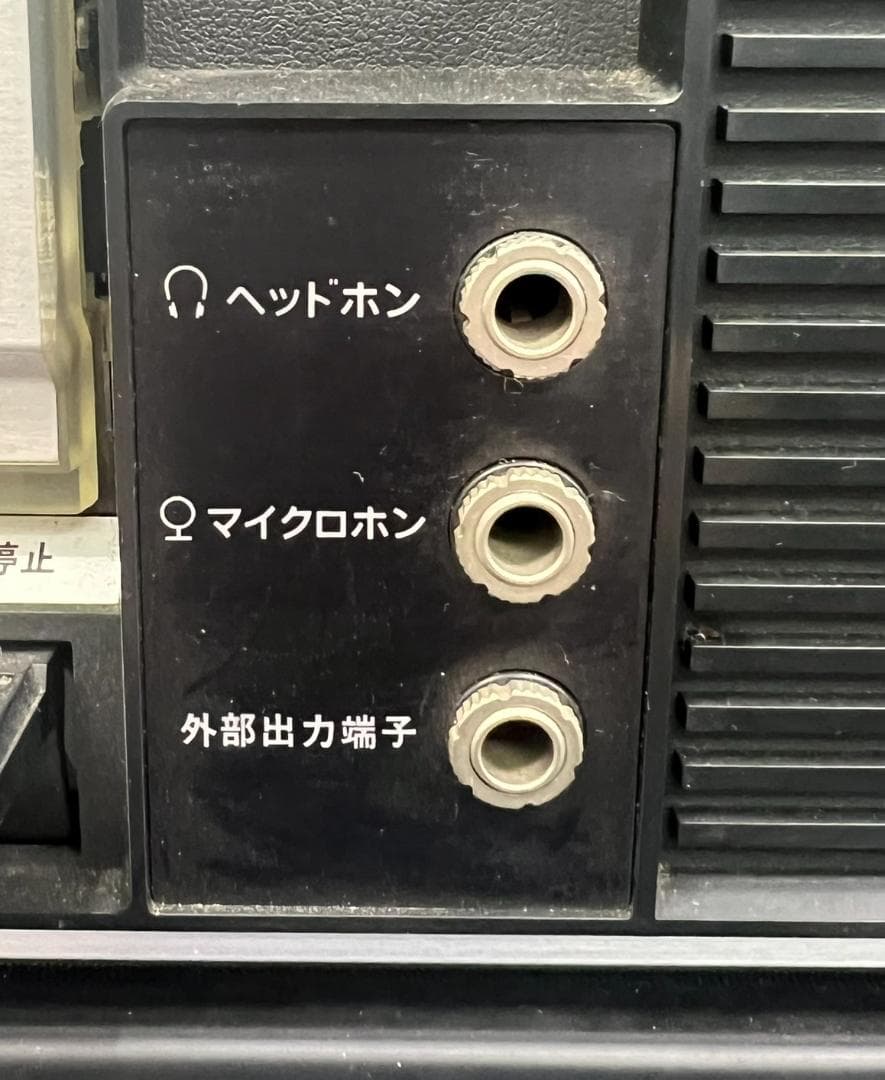 ヘッドホン
マイクロホン
停止
外部出力端子